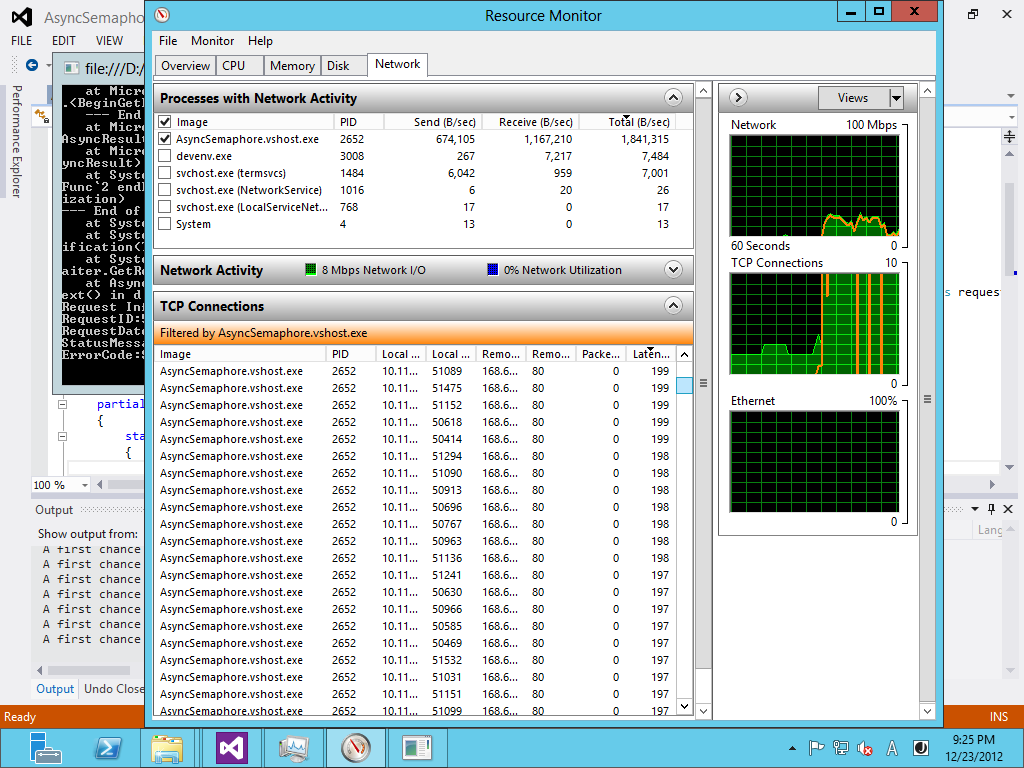 AsyncSemapho
FILE EDIT VIEW
Performance Explorer
file:///D:/
at Micro
.<BeginGetI
--- End
at Micro
AsyncResult
at Micro
yncResult)
at Syste
Func`2 end
ization)
--- End of
at Syste
at Syste
ification(
at Syste
aiter.GetRe
at Async
ext() in d
Request Inf
RequestID:
RequestDate
StatusMessa
ErrorCode:
partial
{
sta
{
100 %
s reques
Resource Monitor
File Monitor Help
Overview CPU Memory Disk Network
Processes with Network Activity
Image PID Send (B/sec) Receive (B/sec) Total (B/sec)
AsyncSemaphore.vshost.exe 2652 674,105 1,167,210 1,841,315
devenv.exe 3008 267 7,217 7,484
svchost.exe (termsvcs) 1484 6,042 959 7,001
svchost.exe (NetworkService) 1016 6 20 26
svchost.exe (LocalServiceNet... 768 17 0 17
System 4 13 0 13
Network Activity 8 Mbps Network I/O 0% Network Utilization
TCP Connections
Filtered by AsyncSemaphore.vshost.exe
Image PID Local ... Local ... Remo... Remo... Packe... Laten...
AsyncSemaphore.vshost.exe 2652 10.11... 51089 168.6... 80 0 199
AsyncSemaphore.vshost.exe 2652 10.11... 51475 168.6... 80 0 199
AsyncSemaphore.vshost.exe 2652 10.11... 51152 168.6... 80 0 199
AsyncSemaphore.vshost.exe 2652 10.11... 50618 168.6... 80 0 199
AsyncSemaphore.vshost.exe 2652 10.11... 50414 168.6... 80 0 199
AsyncSemaphore.vshost.exe 2652 10.11... 51294 168.6... 80 0 198
AsyncSemaphore.vshost.exe 2652 10.11... 51090 168.6... 80 0 198
AsyncSemaphore.vshost.exe 2652 10.11... 50913 168.6... 80 0 198
AsyncSemaphore.vshost.exe 2652 10.11... 50696 168.6... 80 0 198
AsyncSemaphore.vshost.exe 2652 10.11... 50767 168.6... 80 0 198
AsyncSemaphore.vshost.exe 2652 10.11... 50963 168.6... 80 0 198
AsyncSemaphore.vshost.exe 2652 10.11... 51136 168.6... 80 0 198
AsyncSemaphore.vshost.exe 2652 10.11... 51241 168.6... 80 0 197
AsyncSemaphore.vshost.exe 2652 10.11... 50630 168.6... 80 0 197
AsyncSemaphore.vshost.exe 2652 10.11... 50966 168.6... 80 0 197
AsyncSemaphore.vshost.exe 2652 10.11... 50585 168.6... 80 0 197
AsyncSemaphore.vshost.exe 2652 10.11... 50469 168.6... 80 0 197
AsyncSemaphore.vshost.exe 2652 10.11... 51532 168.6... 80 0 197
AsyncSemaphore.vshost.exe 2652 10.11... 51031 168.6... 80 0 197
AsyncSemaphore.vshost.exe 2652 10.11... 51151 168.6... 80 0 197
AsyncSemaphore.vshost.exe 2652 10.11... 51099 168.6... 80 0 197
Views
Network 100 Mbps
60 Seconds 0
TCP Connections 10
0
Ethernet 100%
0
Output
Show output from:
Lang
A first chance
A first chance
A first chance
A first chance
A first chance
A first chance
A first chance
Output Undo Close
Ready INS
9:25 PM
12/23/2012